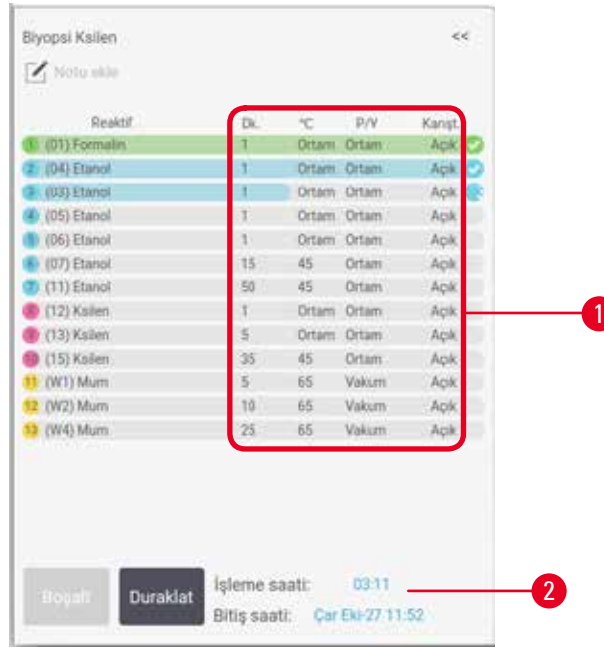 Biyopsi Ksilen <<
Notu ekle
Reaktif Dk. °C P/V Karışt.
1 (01) Formalin 1 Ortam Ortam Açık
2 (04) Etanol 1 Ortam Ortam Açık
3 (03) Etanol 1 Ortam Ortam Açık
4 (05) Etanol 1 Ortam Ortam Açık
5 (06) Etanol 1 Ortam Ortam Açık
6 (07) Etanol 15 45 Ortam Açık
7 (11) Etanol 50 45 Ortam Açık
8 (12) Ksilen 1 Ortam Ortam Açık
9 (13) Ksilen 5 Ortam Ortam Açık
10 (15) Ksilen 35 45 Ortam Açık
11 (W1) Mum 5 65 Vakum Açık
12 (W2) Mum 10 65 Vakum Açık
13 (W4) Mum 25 65 Vakum Açık
1
Boşalt Duraklat
İşleme saati: 03:11
Bitiş saati: Çar Eki-27 11:52
2